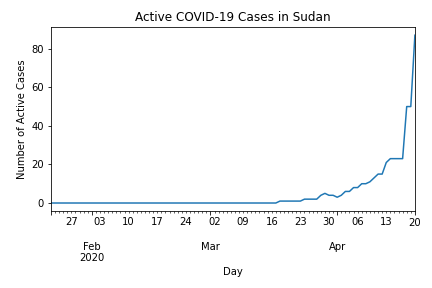 Active COVID-19 Cases in Sudan
Number of Active Cases
80
60
40
20
0
27 03 10 17 24 02 09 16 23 30 06 13 20
Feb Mar Apr
2020
Day